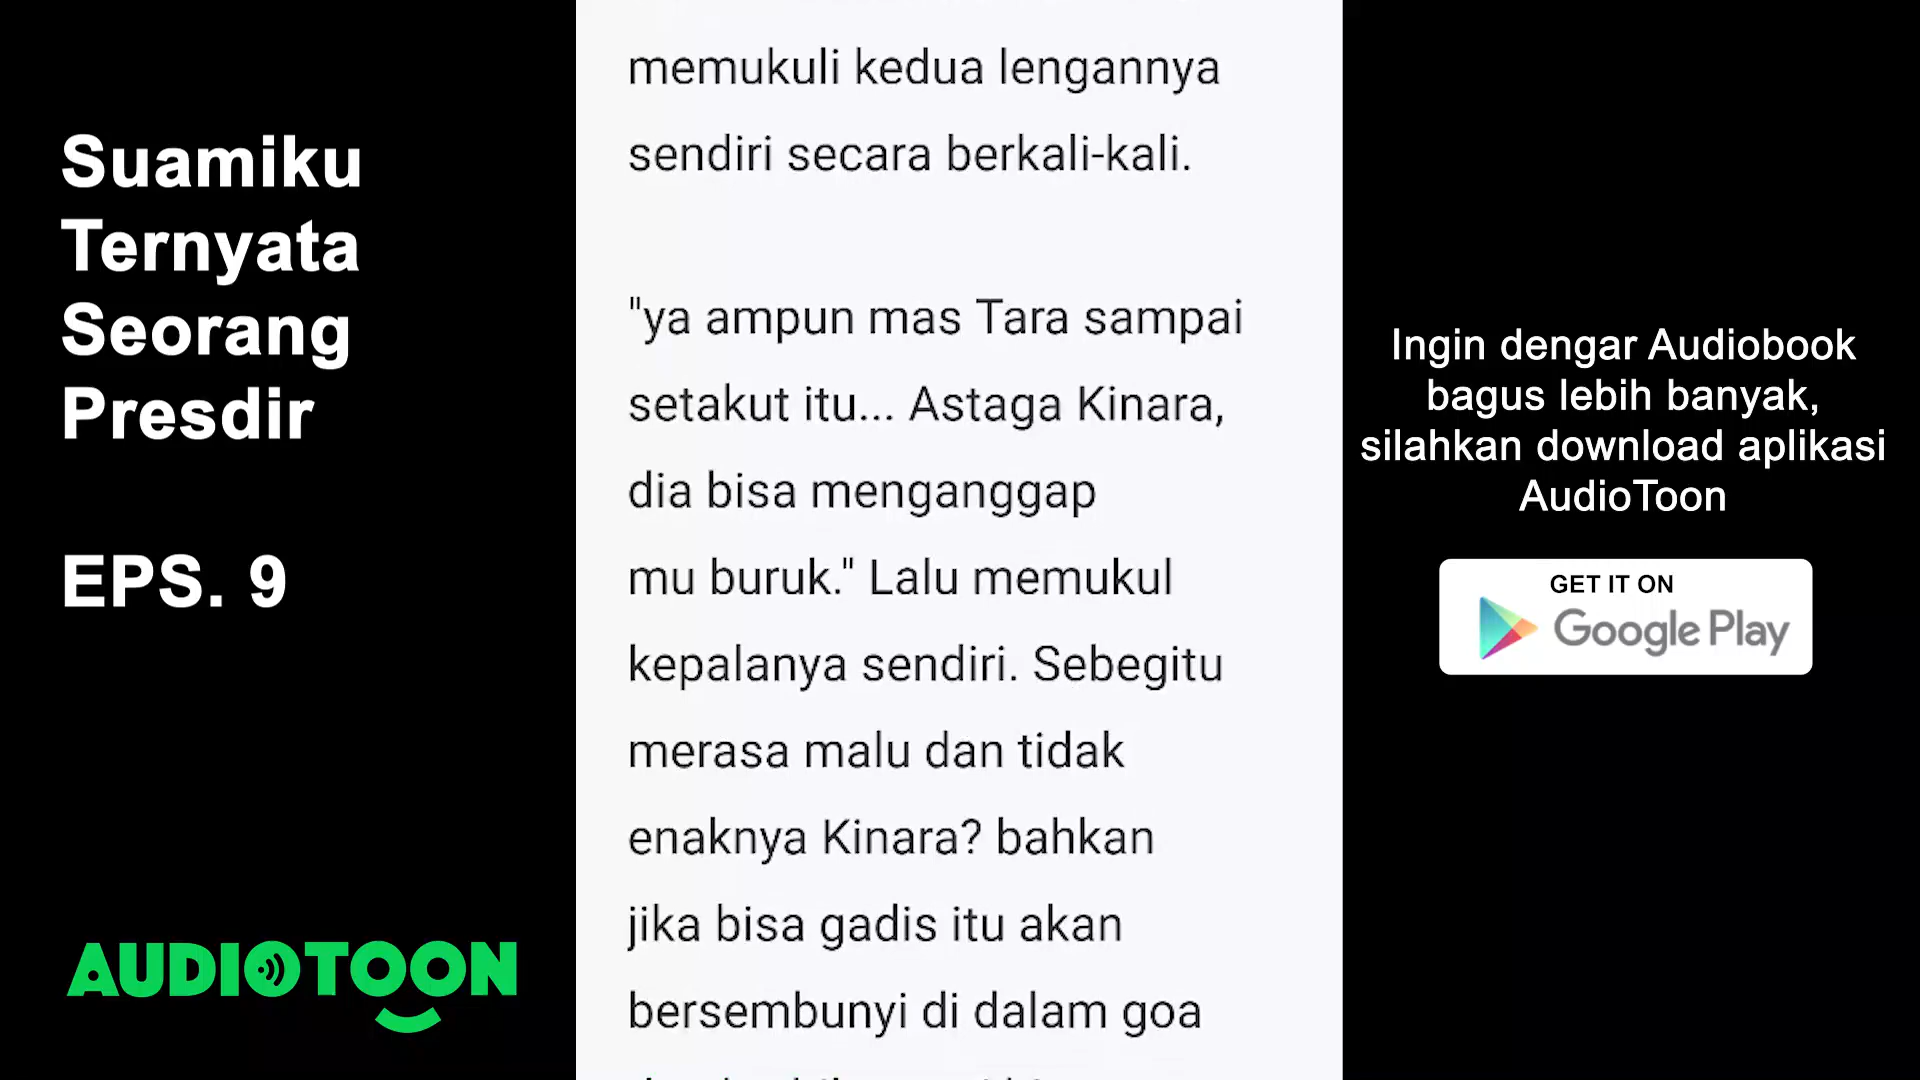 Suamiku
Ternyata
Seorang
Presdir
EPS. 9
AUDIOTOON
memukuli kedua lengannya
sendiri secara berkali-kali.
"ya ampun mas Tara sampai
setakut itu... Astaga Kinara,
dia bisa menganggap
mu buruk." Lalu memukul
kepalanya sendiri. Sebegitu
merasa malu dan tidak
enaknya Kinara? bahkan
jika bisa gadis itu akan
bersembunyi di dalam goa
Ingin dengar Audiobook
bagus lebih banyak,
silahkan download aplikasi
AudioToon
GET IT ON
Google Play